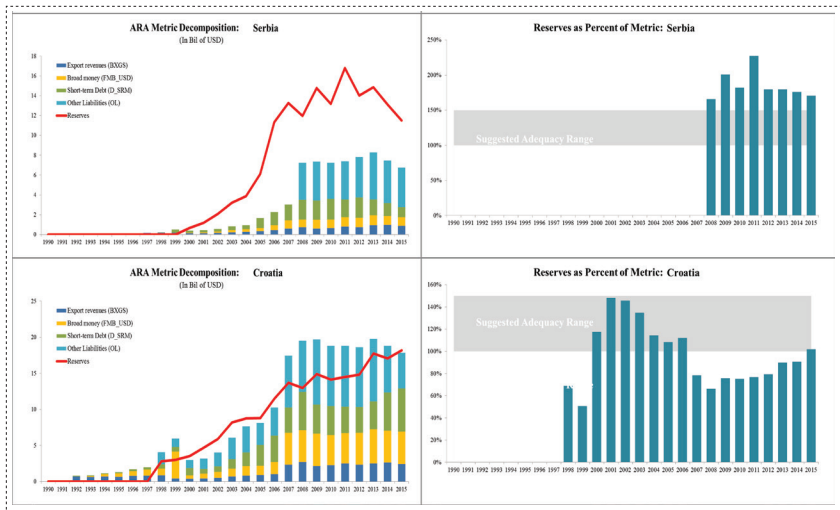 ARA Metric Decomposition: Serbia
(In Bil of USD)
18
16
14
12
10
8
6
4
2
0
Export revenues (BXGS)
Broad money (FMB_USD)
Short-term Debt (D_SRM)
Other Liabilities (OL)
Reserves
1990 1991 1992 1993 1994 1995 1996 1997 1998 1999 2000 2001 2002 2003 2004 2005 2006 2007 2008 2009 2010 2011 2012 2013 2014 2015
Reserves as Percent of Metric: Serbia
250%
200%
150%
100%
50%
0%
Suggested Adequacy Range
1990 1991 1992 1993 1994 1995 1996 1997 1998 1999 2000 2001 2002 2003 2004 2005 2006 2007 2008 2009 2010 2011 2012 2013 2014 2015
ARA Metric Decomposition: Croatia
(In Bil of USD)
25
20
15
10
5
0
Export revenues (BXGS)
Broad money (FMB_USD)
Short-term Debt (D_SRM)
Other Liabilities (OL)
Reserves
1990 1991 1992 1993 1994 1995 1996 1997 1998 1999 2000 2001 2002 2003 2004 2005 2006 2007 2008 2009 2010 2011 2012 2013 2014 2015
Reserves as Percent of Metric: Croatia
160%
140%
120%
100%
80%
60%
40%
20%
0%
Suggested Adequacy Range
1990 1991 1992 1993 1994 1995 1996 1997 1998 1999 2000 2001 2002 2003 2004 2005 2006 2007 2008 2009 2010 2011 2012 2013 2014 2015